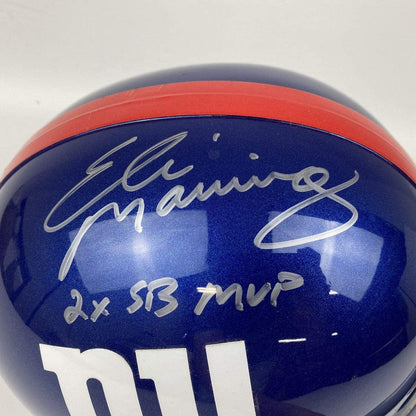 Eli
Manning
2x SB MVP
ny